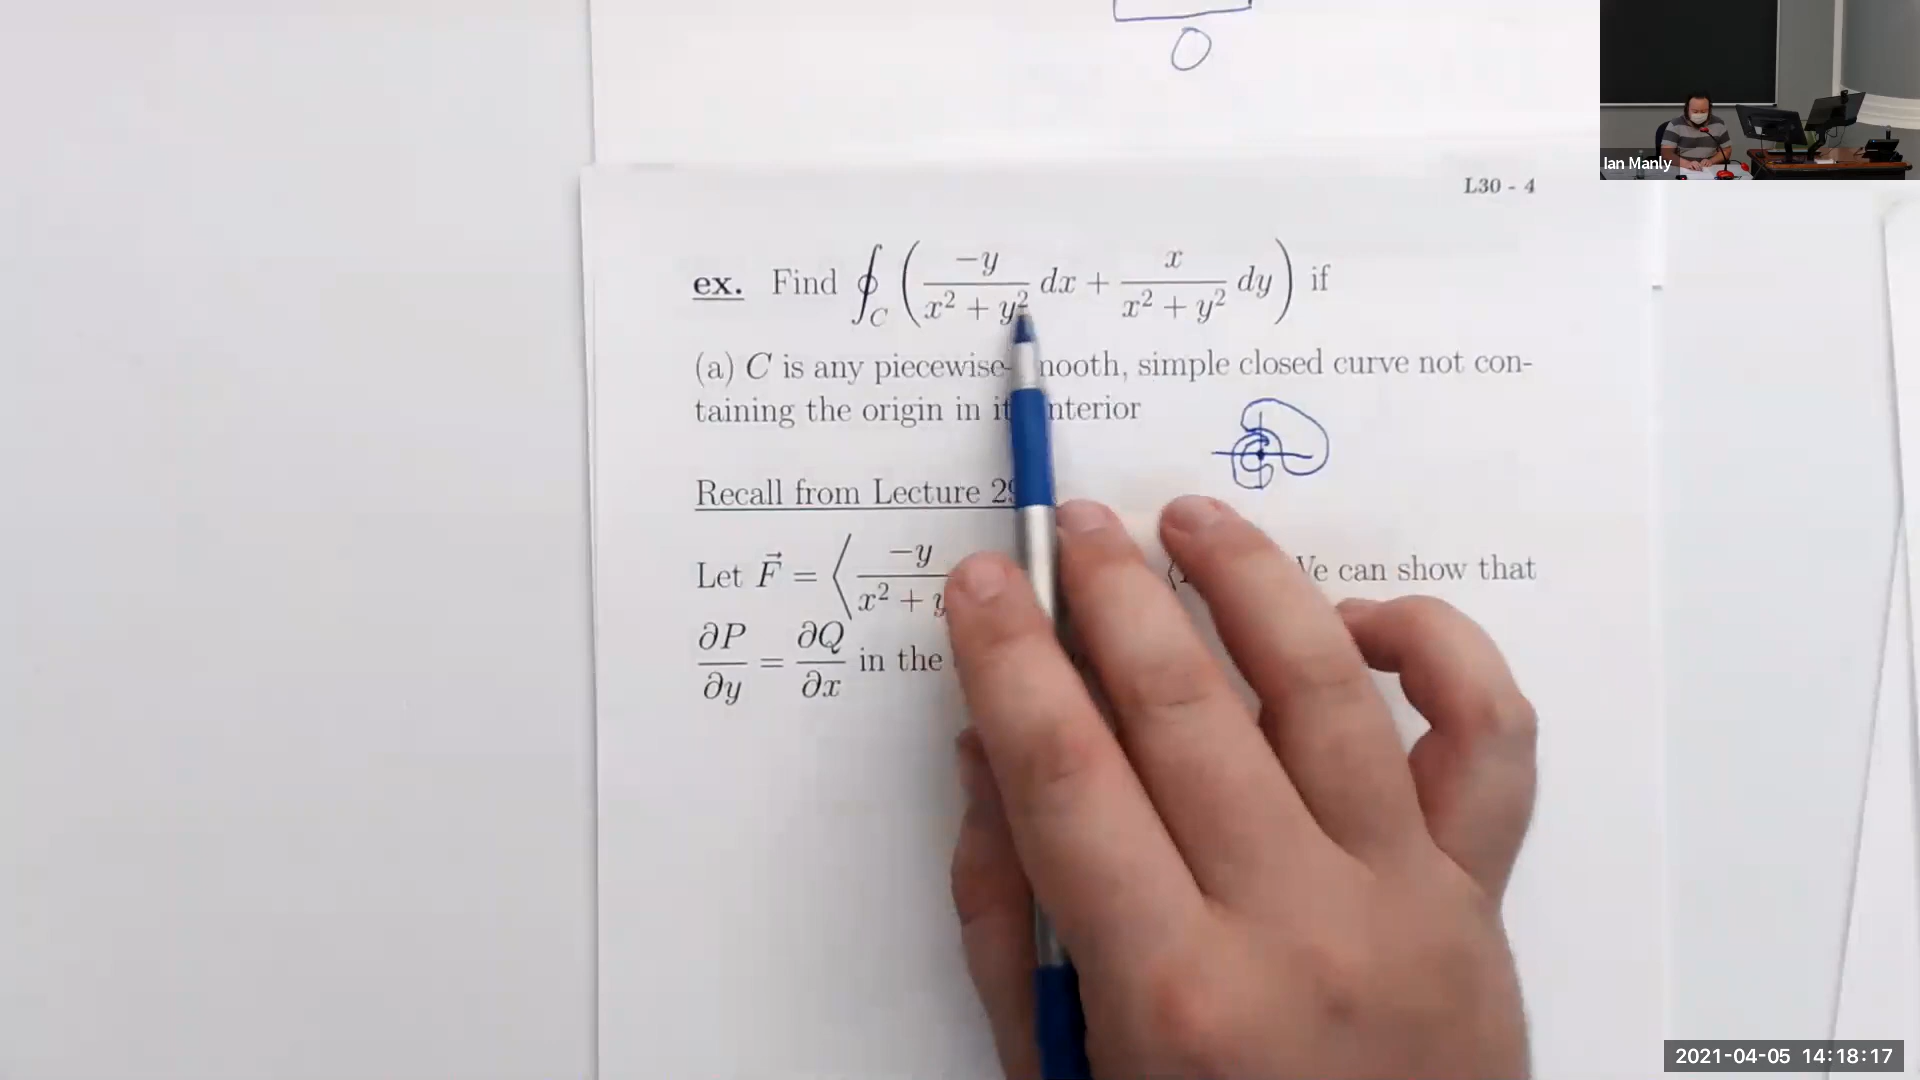 0
Ian Manly
L30 - 4
ex. Find ∮_C ( -y/(x² + y²) dx + x/(x² + y²) dy ) if
(a) C is any piecewise- nooth, simple closed curve not con-
taining the origin in it nterior
Recall from Lecture 29
Let F⃗ = ⟨ -y/(x² + y can show that
∂P/∂y = ∂Q/∂x in the
2021-04-05 14:18:17